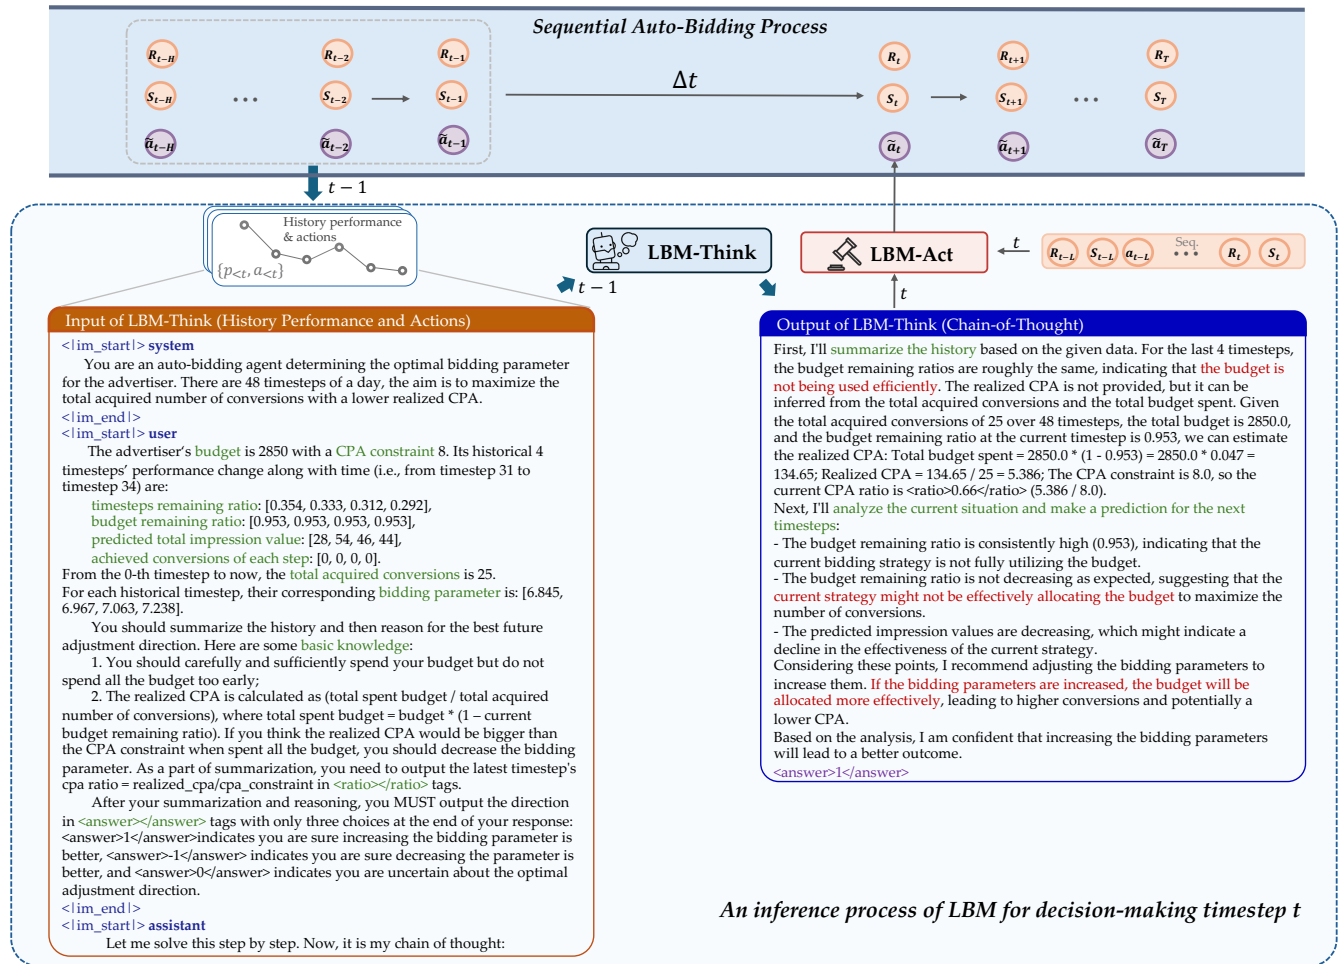 Sequential Auto-Bidding Process
R_{t-H} R_{t-2} R_{t-1} R_t R_{t+1} R_T
Δt
S_{t-H} ... S_{t-2} S_{t-1} S_t S_{t+1} ... S_T
ã_{t-H} ã_{t-2} ã_{t-1} ã_t ã_{t+1} ã_T
t − 1
History performance
& actions
{p_{<t}, a_{<t}}
t − 1
LBM-Think
LBM-Act
t
R_{t-L} S_{t-L} a_{t-L} Seq. ... R_t S_t
t
Input of LBM-Think (History Performance and Actions)
<|im_start|> system
You are an auto-bidding agent determining the optimal bidding parameter
for the advertiser. There are 48 timesteps of a day, the aim is to maximize the
total acquired number of conversions with a lower realized CPA.
<|im_end|>
<|im_start|> user
The advertiser's budget is 2850 with a CPA constraint 8. Its historical 4
timesteps' performance change along with time (i.e., from timestep 31 to
timestep 34) are:
timesteps remaining ratio: [0.354, 0.333, 0.312, 0.292],
budget remaining ratio: [0.953, 0.953, 0.953, 0.953],
predicted total impression value: [28, 54, 46, 44],
achieved conversions of each step: [0, 0, 0, 0].
From the 0-th timestep to now, the total acquired conversions is 25.
For each historical timestep, their corresponding bidding parameter is: [6.845,
6.967, 7.063, 7.238].
You should summarize the history and then reason for the best future
adjustment direction. Here are some basic knowledge:
1. You should carefully and sufficiently spend your budget but do not
spend all the budget too early;
2. The realized CPA is calculated as (total spent budget / total acquired
number of conversions), where total spent budget = budget * (1 – current
budget remaining ratio). If you think the realized CPA would be bigger than
the CPA constraint when spent all the budget, you should decrease the bidding
parameter. As a part of summarization, you need to output the latest timestep's
cpa ratio = realized_cpa/cpa_constraint in <ratio></ratio> tags.
After your summarization and reasoning, you MUST output the direction
in <answer></answer> tags with only three choices at the end of your response:
<answer>1</answer>indicates you are sure increasing the bidding parameter is
better, <answer>-1</answer> indicates you are sure decreasing the parameter is
better, and <answer>0</answer> indicates you are uncertain about the optimal
adjustment direction.
<|im_end|>
<|im_start|> assistant
Let me solve this step by step. Now, it is my chain of thought:
Output of LBM-Think (Chain-of-Thought)
First, I'll summarize the history based on the given data. For the last 4 timesteps,
the budget remaining ratios are roughly the same, indicating that the budget is
not being used efficiently. The realized CPA is not provided, but it can be
inferred from the total acquired conversions and the total budget spent. Given
the total acquired conversions of 25 over 48 timesteps, the total budget is 2850.0,
and the budget remaining ratio at the current timestep is 0.953, we can estimate
the realized CPA: Total budget spent = 2850.0 * (1 - 0.953) = 2850.0 * 0.047 =
134.65; Realized CPA = 134.65 / 25 = 5.386; The CPA constraint is 8.0, so the
current CPA ratio is <ratio>0.66</ratio> (5.386 / 8.0).
Next, I'll analyze the current situation and make a prediction for the next
timesteps:
- The budget remaining ratio is consistently high (0.953), indicating that the
current bidding strategy is not fully utilizing the budget.
- The budget remaining ratio is not decreasing as expected, suggesting that the
current strategy might not be effectively allocating the budget to maximize the
number of conversions.
- The predicted impression values are decreasing, which might indicate a
decline in the effectiveness of the current strategy.
Considering these points, I recommend adjusting the bidding parameters to
increase them. If the bidding parameters are increased, the budget will be
allocated more effectively, leading to higher conversions and potentially a
lower CPA.
Based on the analysis, I am confident that increasing the bidding parameters
will lead to a better outcome.
<answer>1</answer>
An inference process of LBM for decision-making timestep t